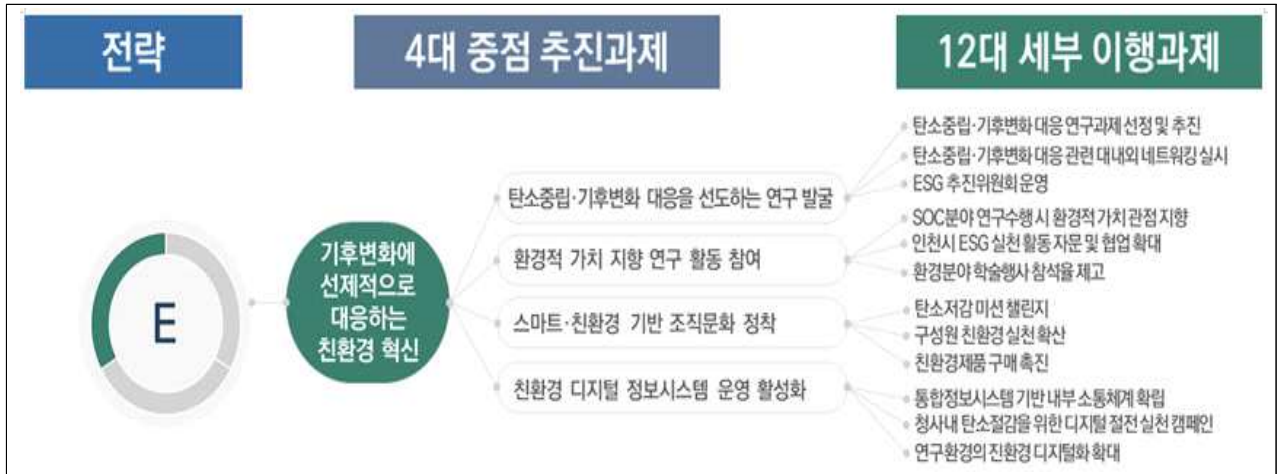 전략
4대 중점 추진과제
12대 세부 이행과제
E
기후변화에
선제적으로
대응하는
친환경 혁신
탄소중립·기후변화 대응을 선도하는 연구 발굴
탄소중립·기후변화 대응 연구과제 선정 및 추진
탄소중립·기후변화 대응 관련 대내외 네트워킹 실시
ESG 추진위원회 운영
환경적 가치 지향 연구 활동 참여
SOC분야 연구수행 시 환경적 가치 관점 지향
인천시 ESG 실천 활동 자문 및 협업 확대
환경분야 학술행사 참석율 제고
스마트·친환경 기반 조직문화 정착
탄소저감 미션 챌린지
구성원 친환경 실천 확산
친환경제품 구매 촉진
친환경 디지털 정보시스템 운영 활성화
통합정보시스템 기반 내부 소통체계 확립
청사내 탄소절감을 위한 디지털 절전 실천 캠페인
연구환경의 진환경 디지털화 확대